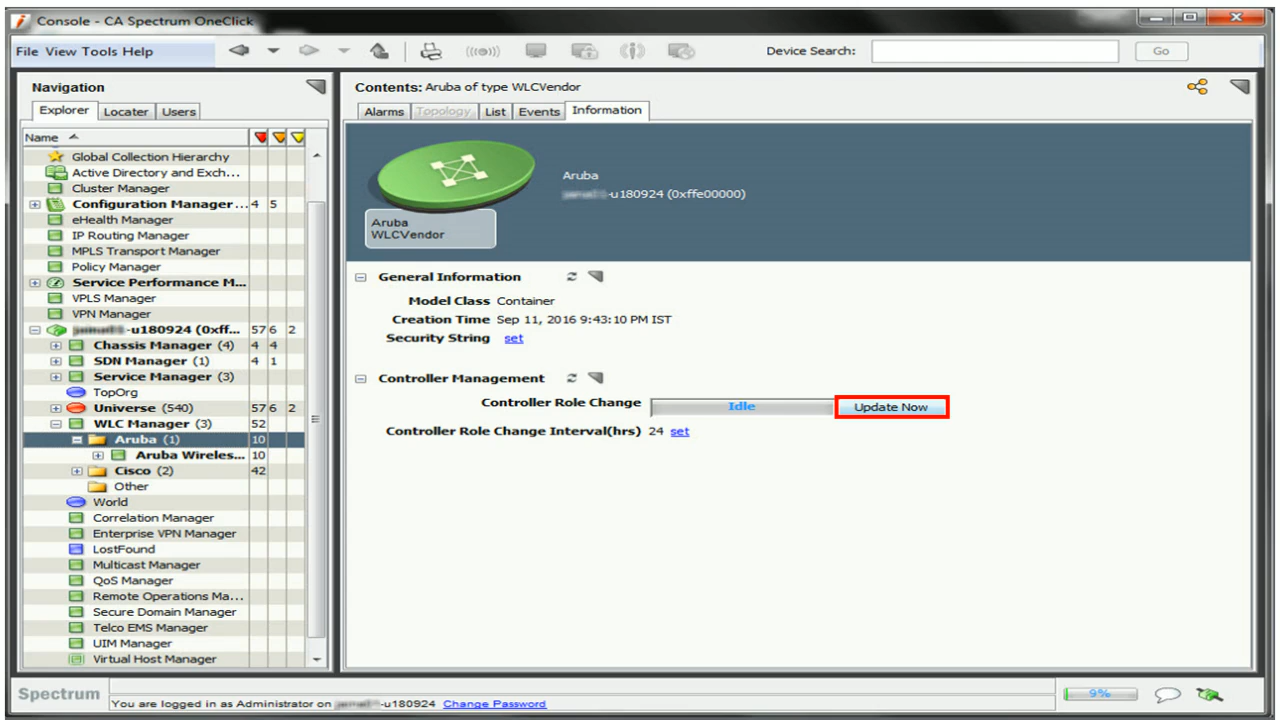 Console - CA Spectrum OneClick
File View Tools Help
Device Search:
Go
Navigation
Explorer Locater Users
Name
Global Collection Hierarchy
Active Directory and Exch...
Cluster Manager
Configuration Manager... 4 5
eHealth Manager
IP Routing Manager
MPLS Transport Manager
Policy Manager
Service Performance M...
VPLS Manager
VPN Manager
-u180924 (0xff... 57 6 2
Chassis Manager (4) 4 4
SDN Manager (1) 4 1
Service Manager (3)
TopOrg
Universe (540) 57 6 2
WLC Manager (3) 52
Aruba (1) 10
Aruba Wireles... 10
Cisco (2) 42
Other
World
Correlation Manager
Enterprise VPN Manager
LostFound
Multicast Manager
QoS Manager
Remote Operations Ma...
Secure Domain Manager
Telco EMS Manager
UIM Manager
Virtual Host Manager
Contents: Aruba of type WLCVendor
Alarms Topology List Events Information
Aruba
-u180924 (0xffe00000)
Aruba
WLCVendor
General Information
Model Class Container
Creation Time Sep 11, 2016 9:43:10 PM IST
Security String set
Controller Management
Controller Role Change Idle Update Now
Controller Role Change Interval(hrs) 24 set
Spectrum
You are logged in as Administrator on -u180924 Change Password
9%